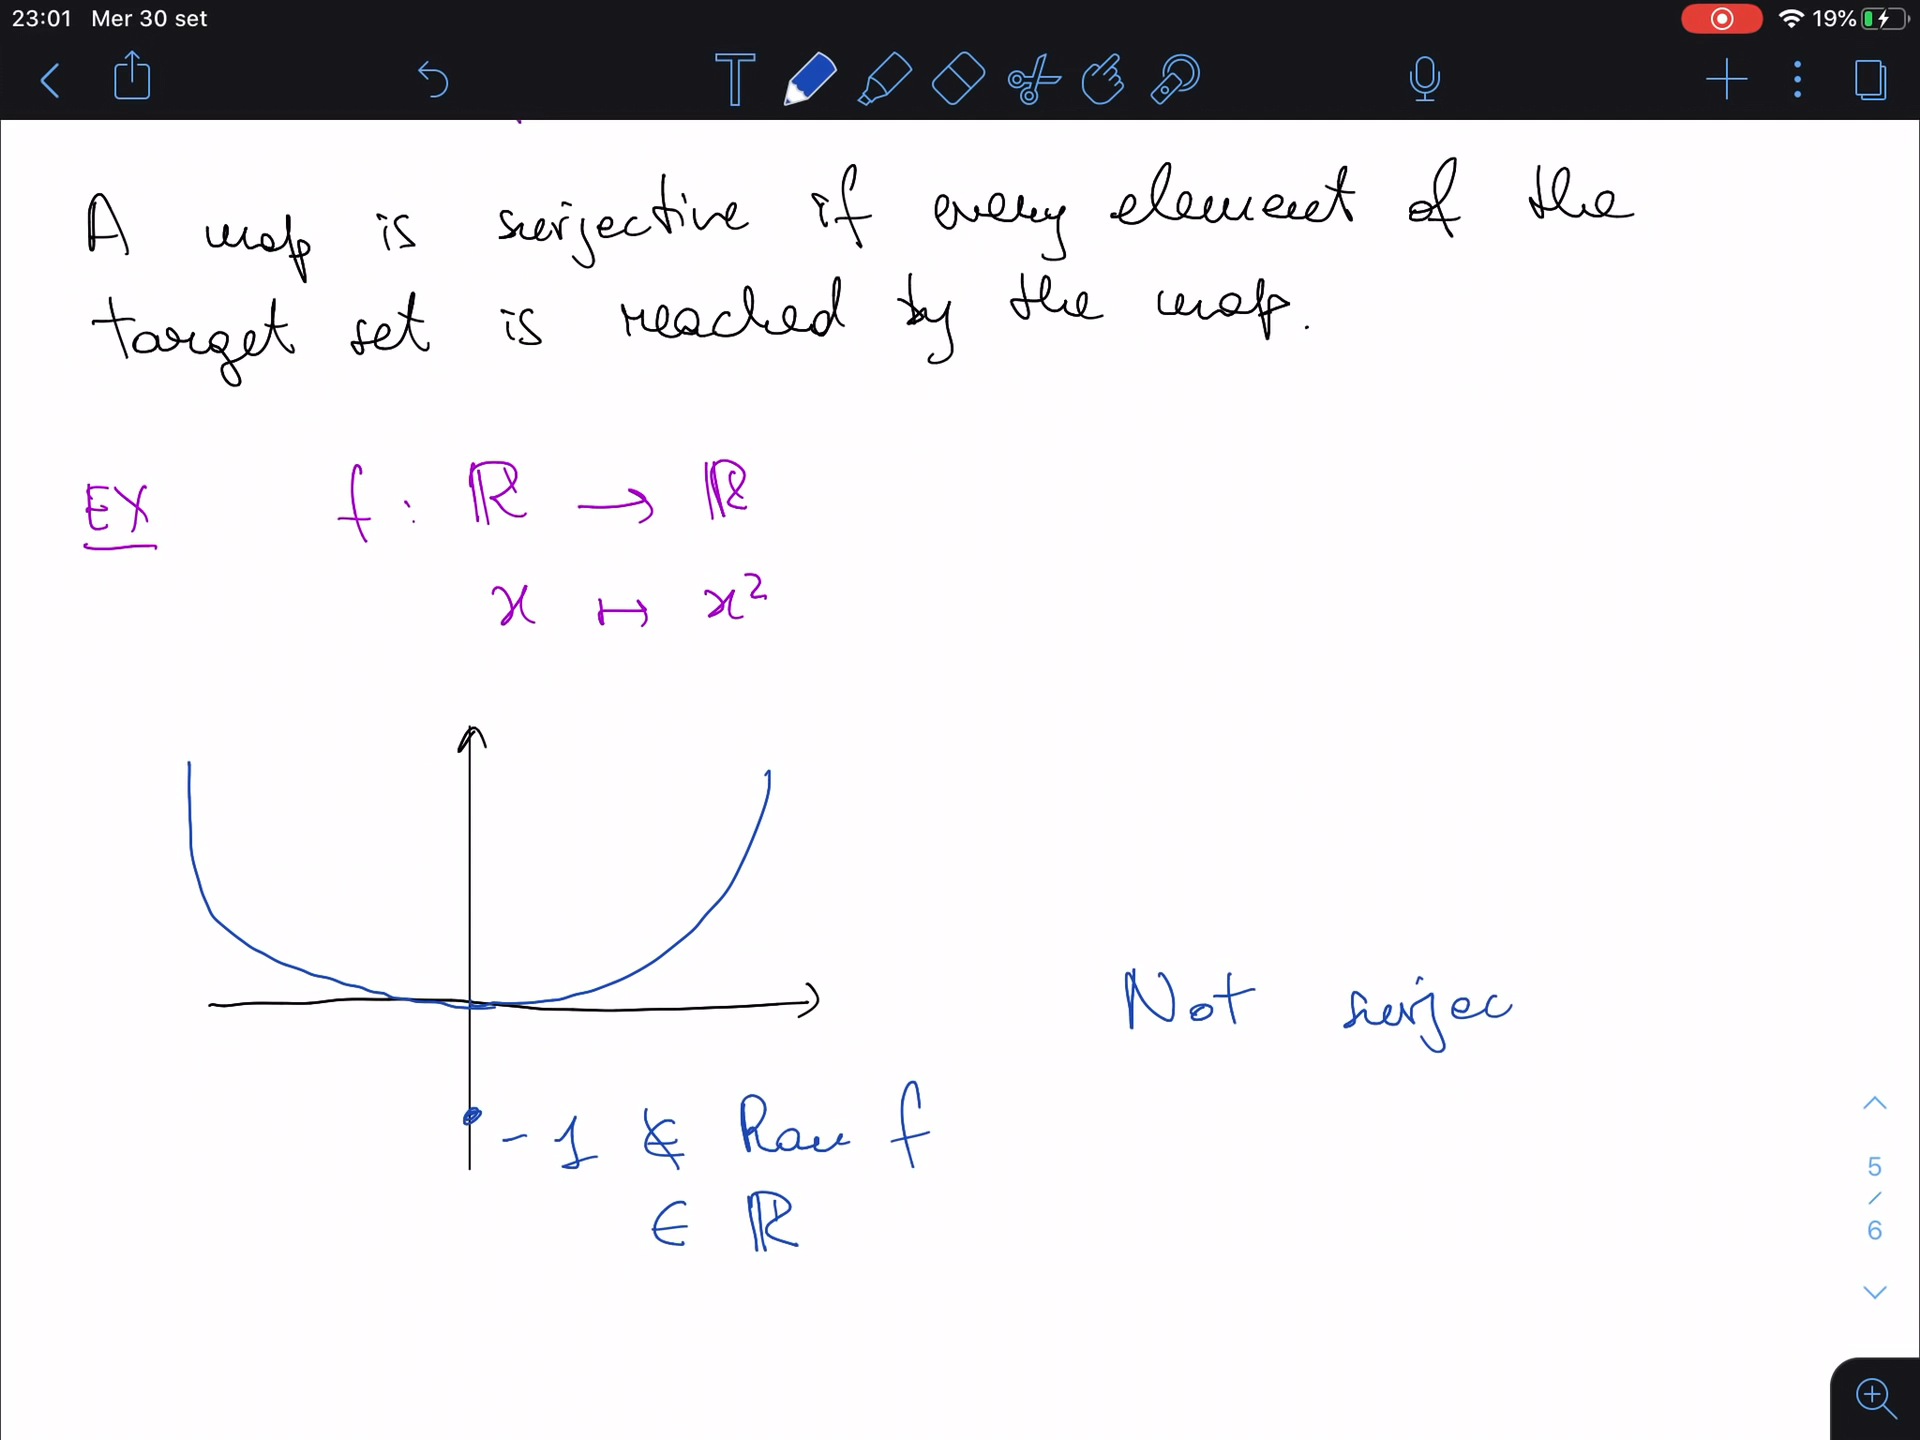 23:01 Mer 30 set 19%
T
A map is surjective if every element of the
target set is reached by the map.
EX f : ℝ → ℝ
x ↦ x²
Not surjec
-1 ∉ Ran f
∈ ℝ
5
/
6